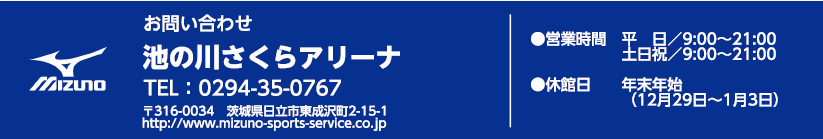 MIZUNO
お問い合わせ
池の川さくらアリーナ
TEL：0294-35-0767
〒316-0034　茨城県日立市東成沢町2-15-1
http://www.mizuno-sports-service.co.jp
●営業時間　平　日／9:00〜21:00
土日祝／9:00〜21:00
●休館日　年末年始
（12月29日〜1月3日）